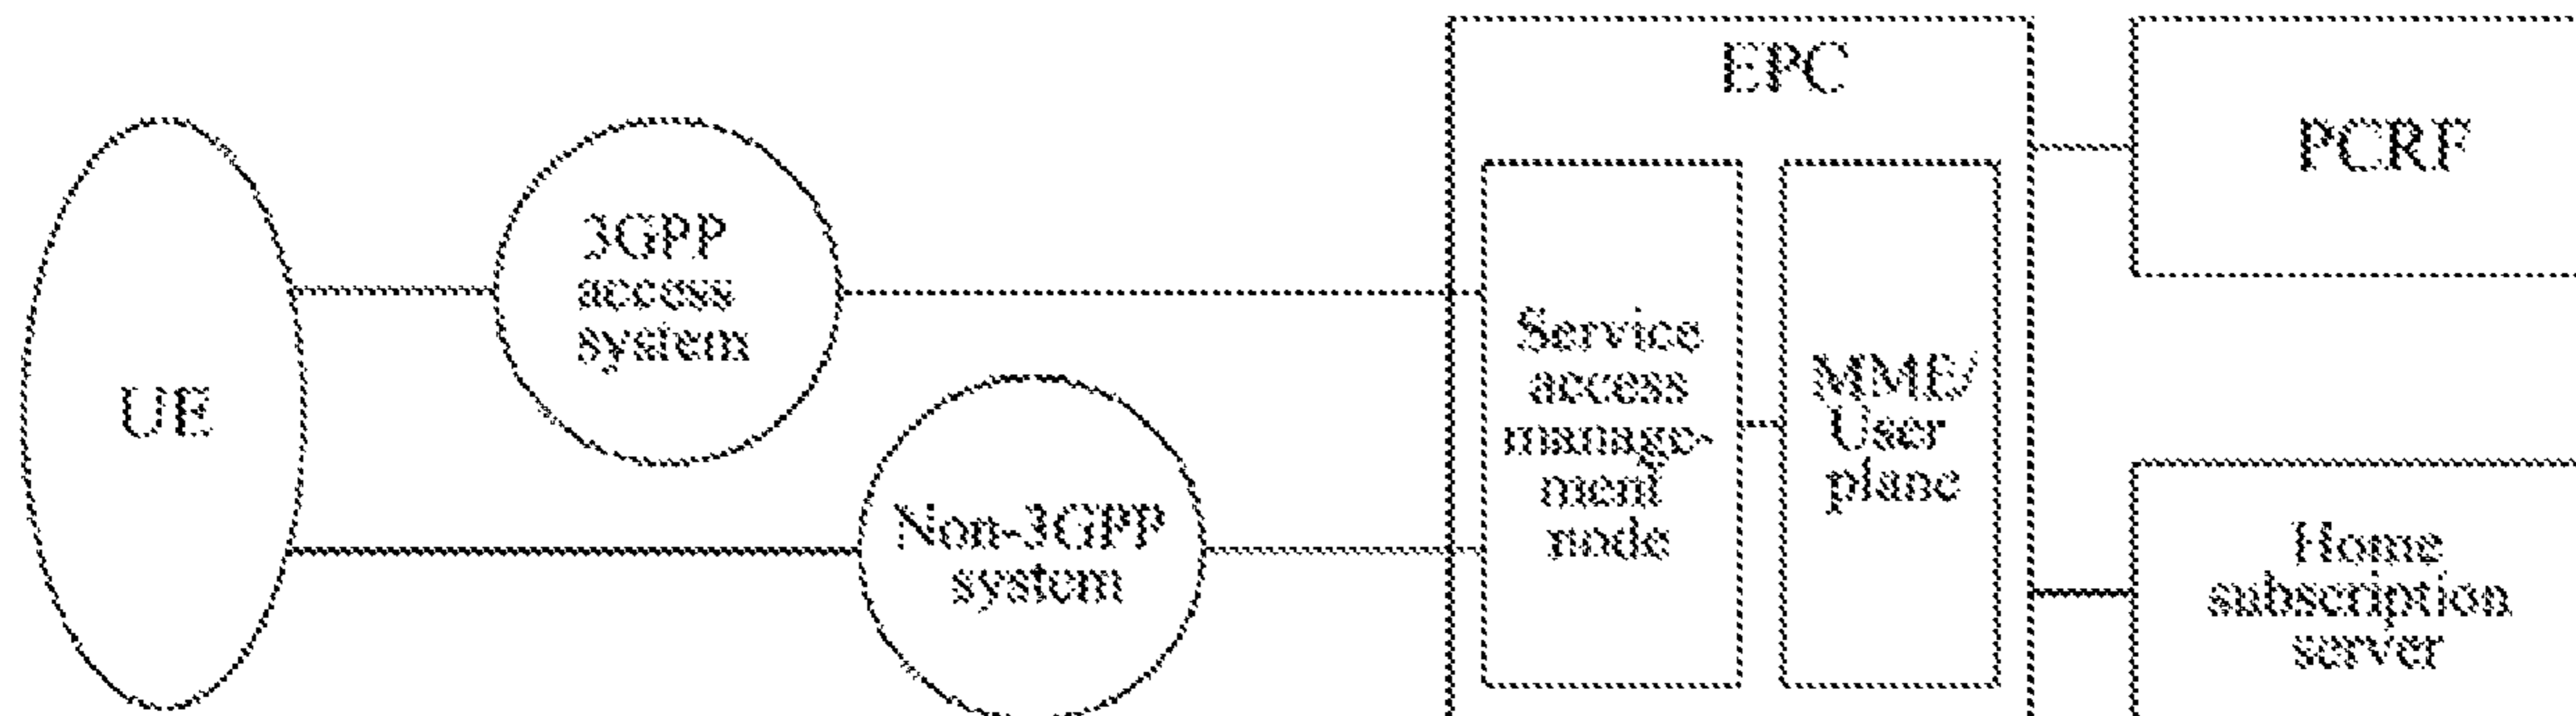 EPC
PCRF
3GPP
access
system
UE
Service
access
manage-
ment
node
MME/
User
plane
Non-3GPP
system
Home
subscription
server